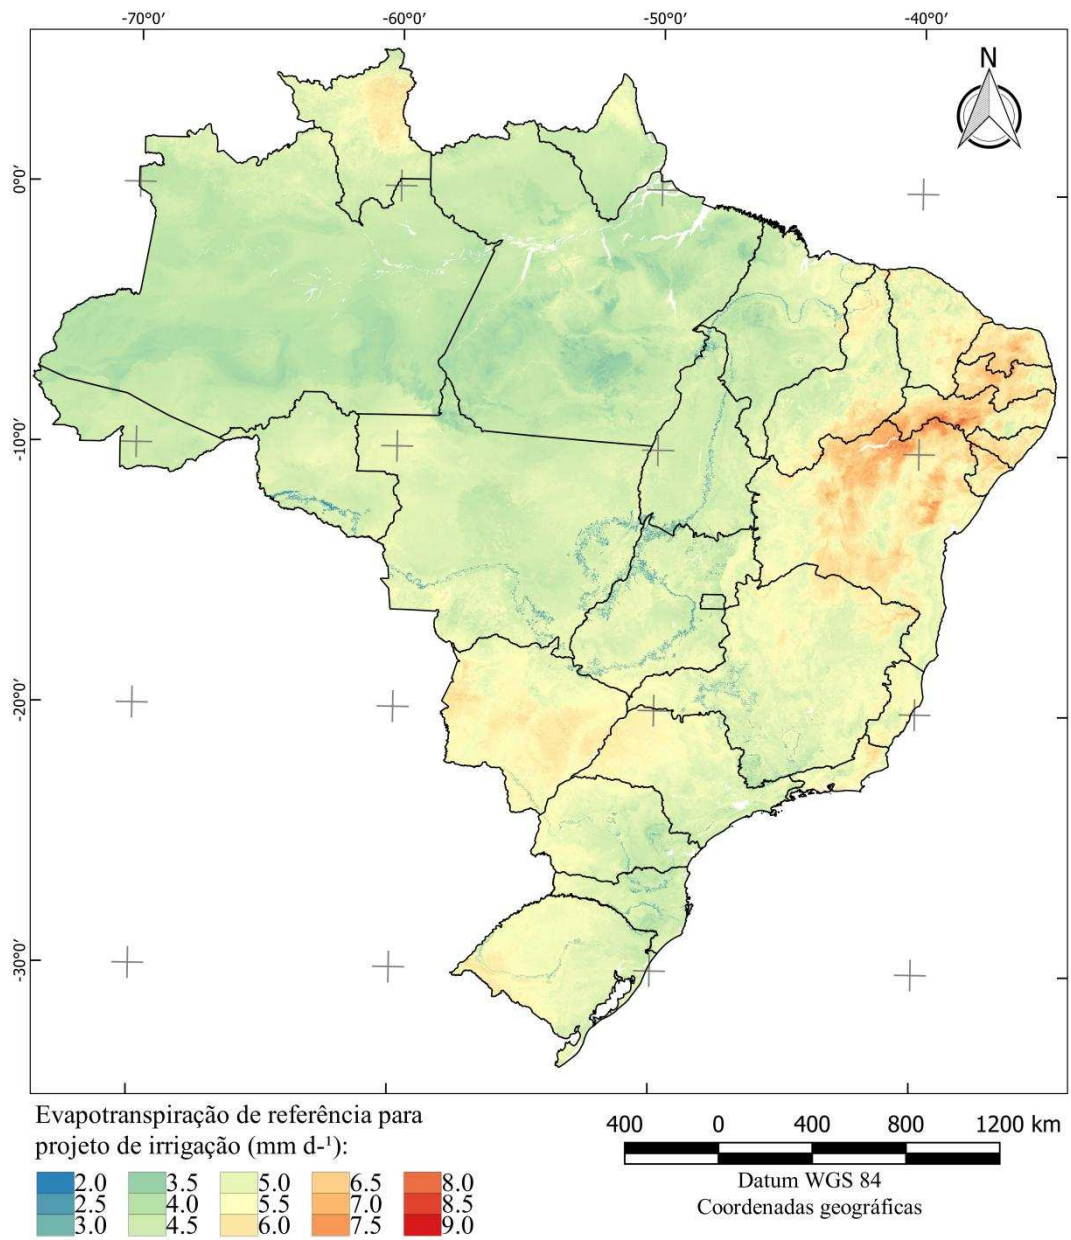 -70°0′ -60°0′ -50°0′ -40°0′
N
0°0′
-10°0′
-20°0′
-30°0′
Evapotranspiração de referência para
projeto de irrigação (mm d-¹):
2.0 3.5 5.0 6.5 8.0
2.5 4.0 5.5 7.0 8.5
3.0 4.5 6.0 7.5 9.0
400 0 400 800 1200 km
Datum WGS 84
Coordenadas geográficas